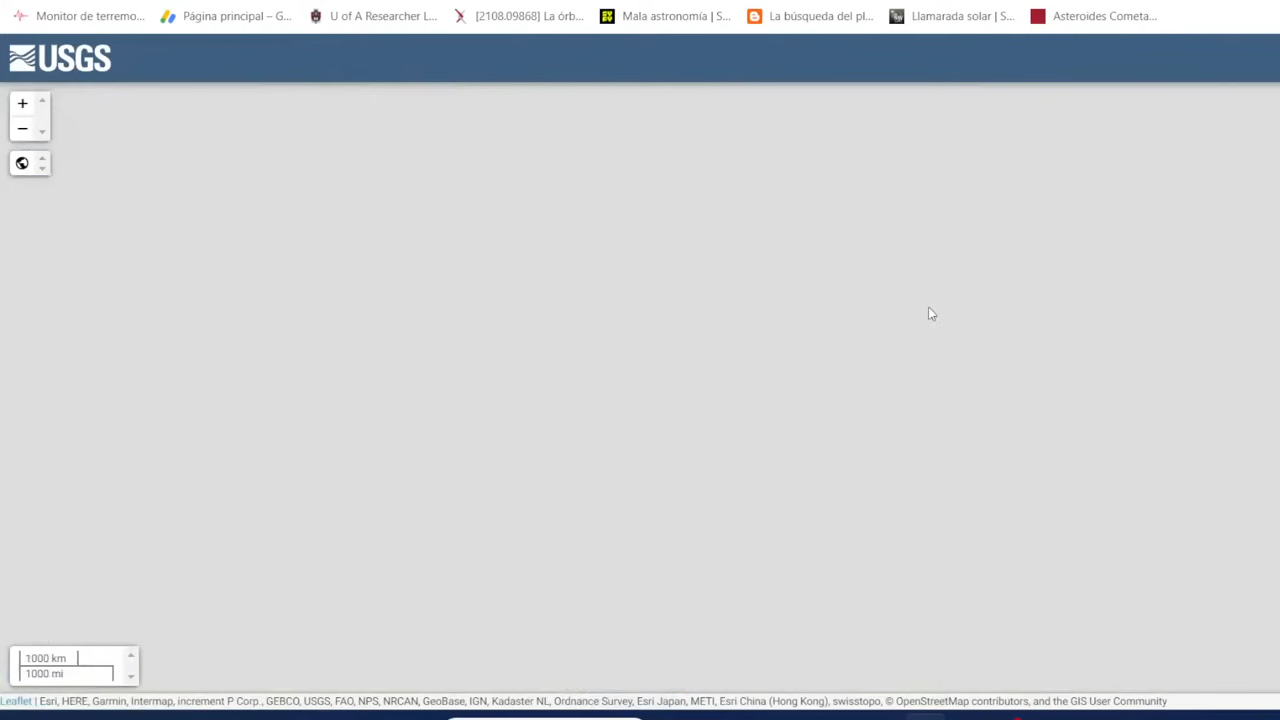 Monitor de terremo... Página principal – G... U of A Researcher L... [2108.09868] La órb... Mala astronomía | S... La búsqueda del pl... Llamarada solar | S... Asteroides Cometa...
USGS
+
−
1000 km
1000 mi
Leaflet | Esri, HERE, Garmin, Intermap, increment P Corp., GEBCO, USGS, FAO, NPS, NRCAN, GeoBase, IGN, Kadaster NL, Ordnance Survey, Esri Japan, METI, Esri China (Hong Kong), swisstopo, © OpenStreetMap contributors, and the GIS User Community